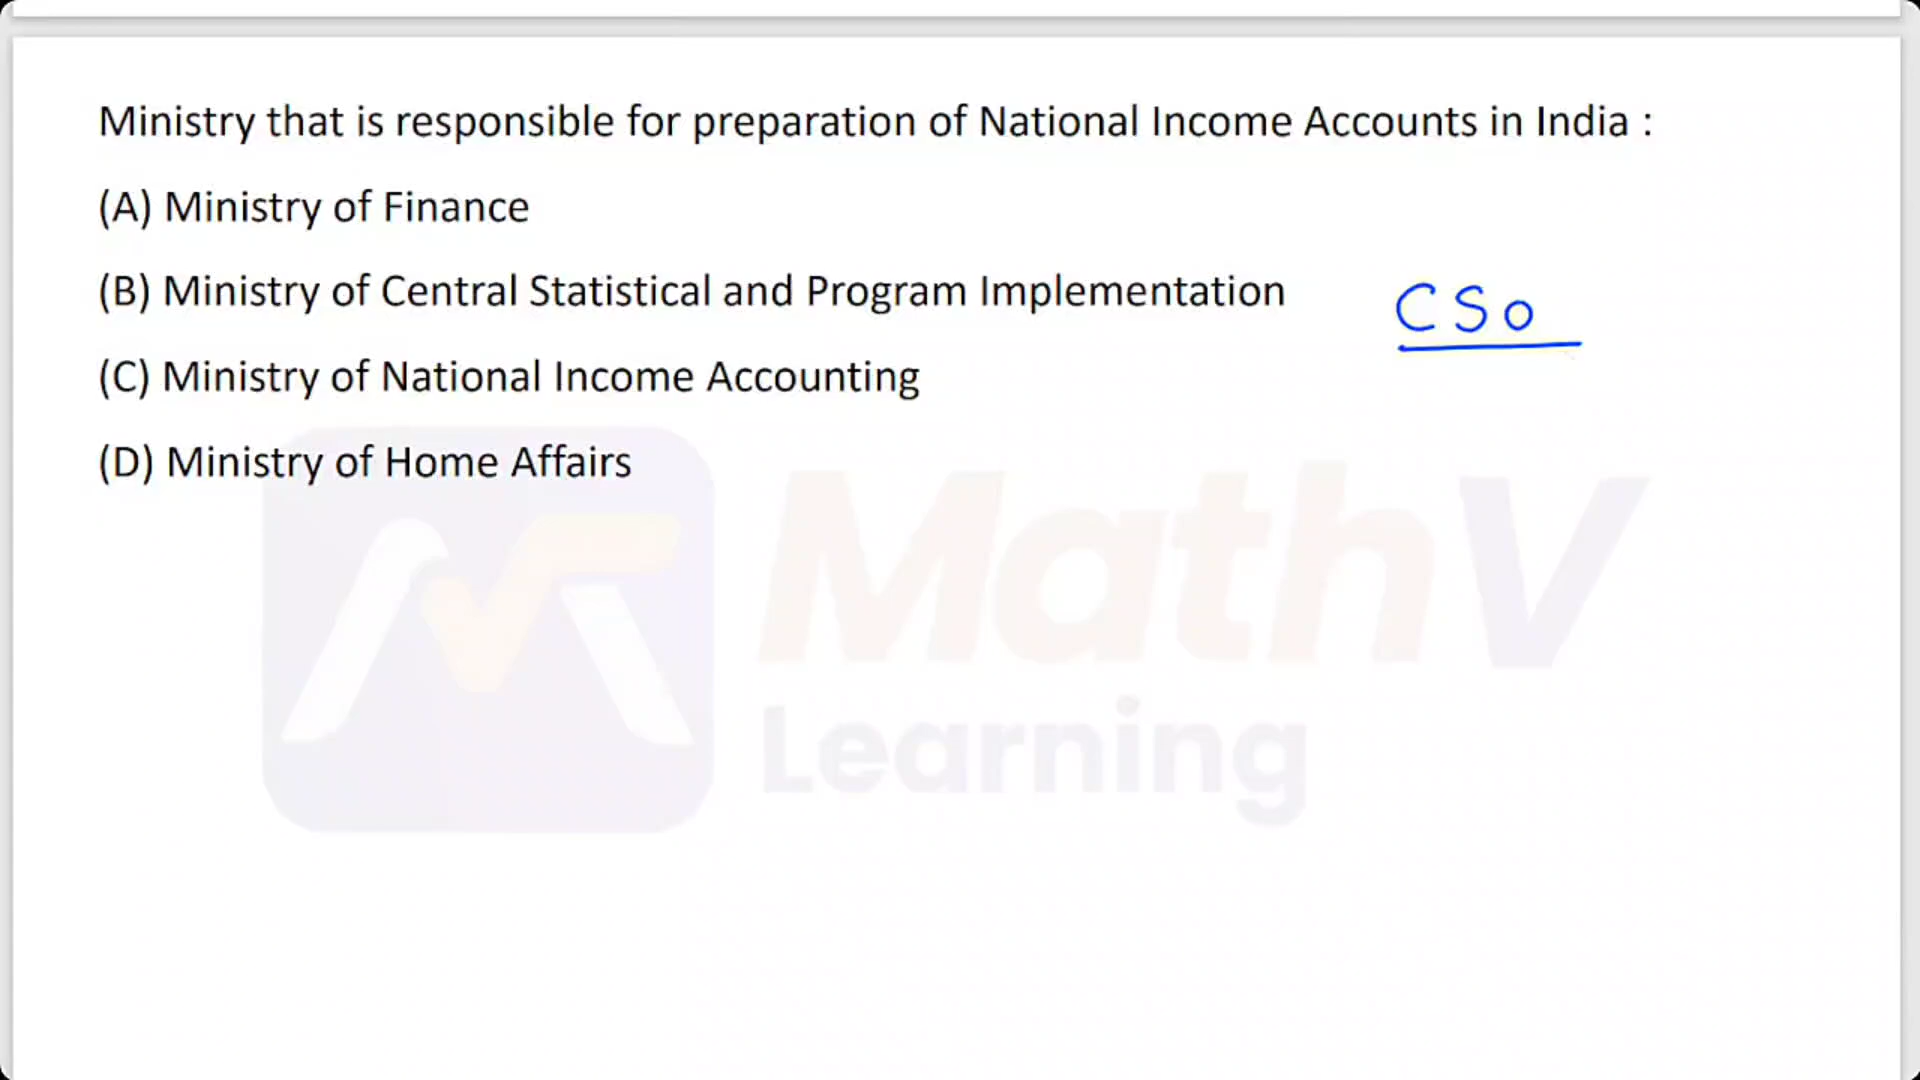 Ministry that is responsible for preparation of National Income Accounts in India :
(A) Ministry of Finance
(B) Ministry of Central Statistical and Program Implementation
CSO
(C) Ministry of National Income Accounting
(D) Ministry of Home Affairs
MathV
Learning